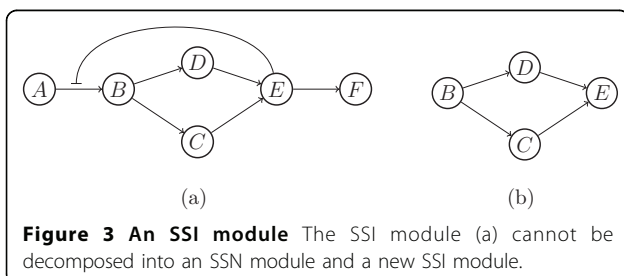 A B D C E F
B D C E
(a) (b)
Figure 3 An SSI module The SSI module (a) cannot be
decomposed into an SSN module and a new SSI module.